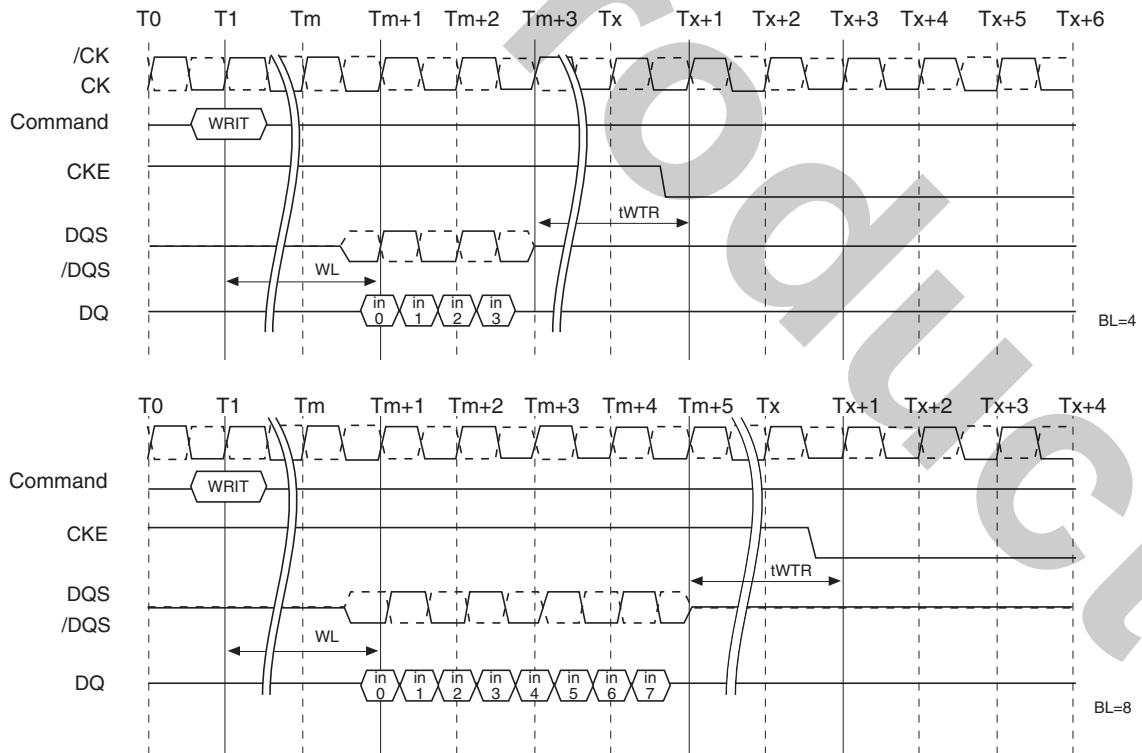 T0 T1 Tm Tm+1 Tm+2 Tm+3 Tx Tx+1 Tx+2 Tx+3 Tx+4 Tx+5 Tx+6
/CK
CK
Command WRIT
CKE
tWTR
DQS
/DQS
WL
DQ in 0 in 1 in 2 in 3
BL=4
T0 T1 Tm Tm+1 Tm+2 Tm+3 Tm+4 Tm+5 Tx Tx+1 Tx+2 Tx+3 Tx+4
Command WRIT
CKE
tWTR
DQS
/DQS
WL
DQ in 0 in 1 in 2 in 3 in 4 in 5 in 6 in 7
BL=8
roduct